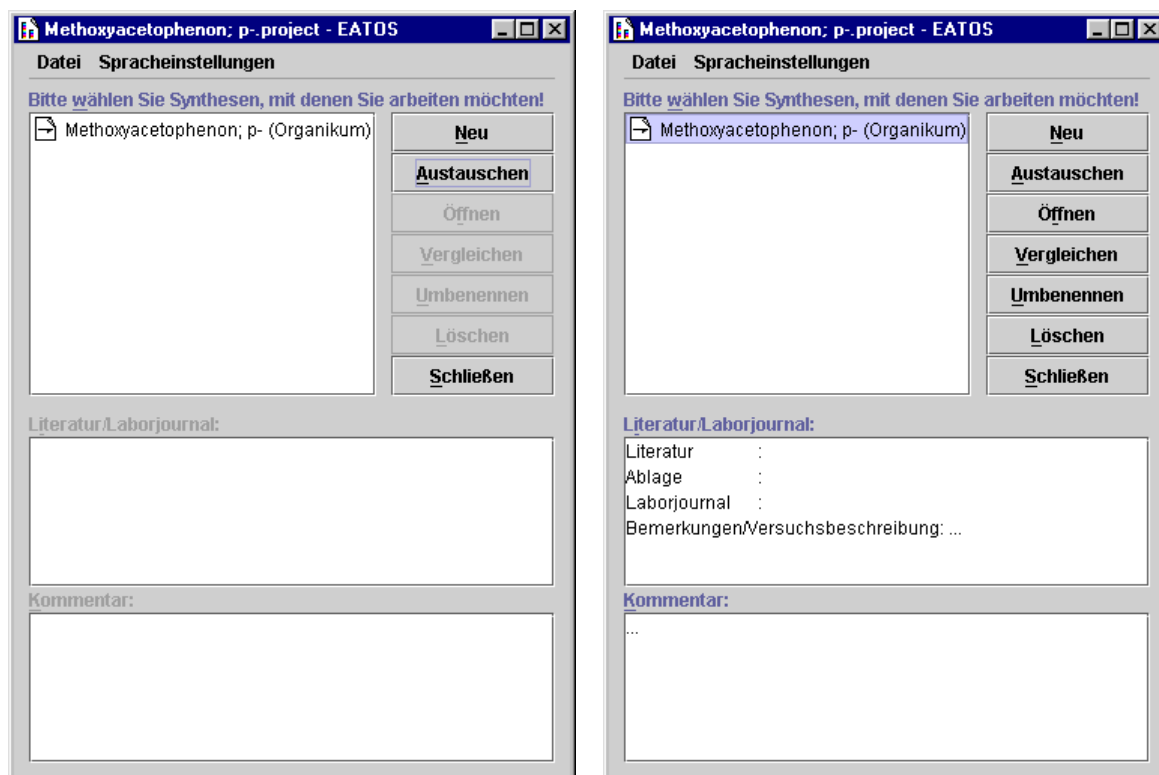 Methoxyacetophenon; p-.project - EATOS
Datei Spracheinstellungen
Bitte wählen Sie Synthesen, mit denen Sie arbeiten möchten!
Methoxyacetophenon; p- (Organikum)
Neu
Austauschen
Öffnen
Vergleichen
Umbenennen
Löschen
Schließen
Literatur/Laborjournal:
Kommentar:
Methoxyacetophenon; p-.project - EATOS
Datei Spracheinstellungen
Bitte wählen Sie Synthesen, mit denen Sie arbeiten möchten!
Methoxyacetophenon; p- (Organikum)
Neu
Austauschen
Öffnen
Vergleichen
Umbenennen
Löschen
Schließen
Literatur/Laborjournal:
Literatur :
Ablage :
Laborjournal :
Bemerkungen/Versuchsbeschreibung: ...
Kommentar:
...